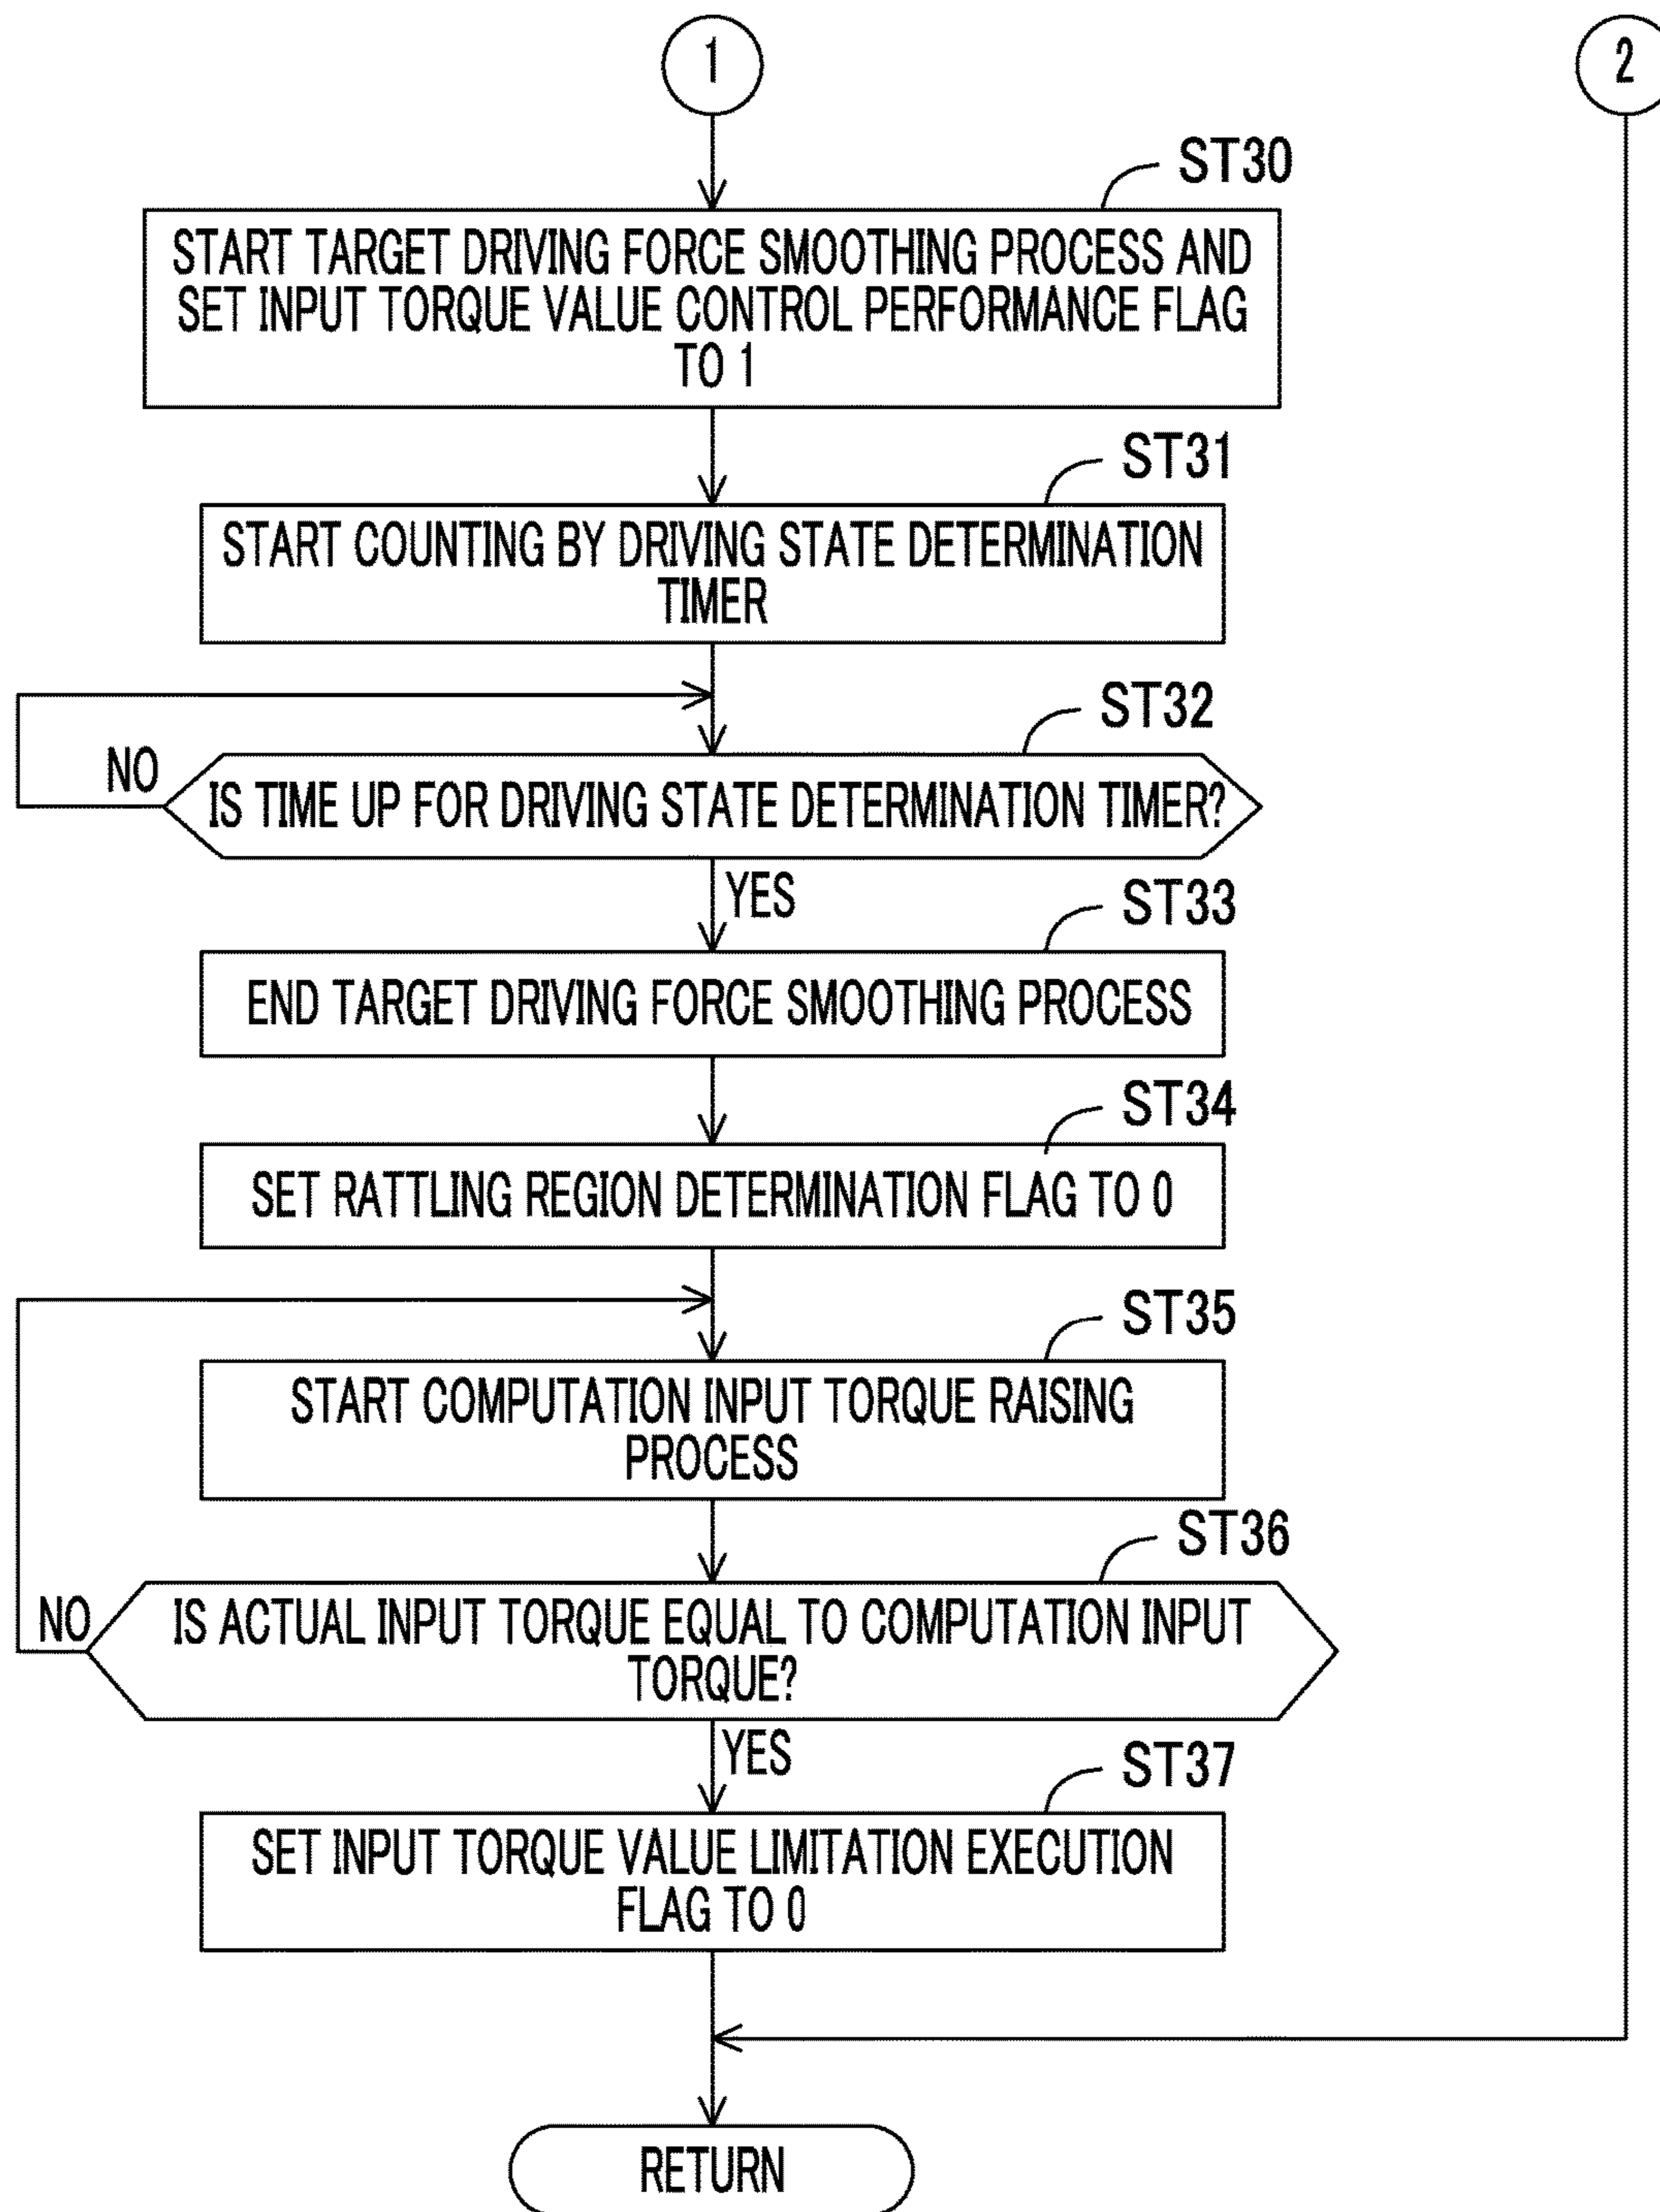 1
2
ST30
START TARGET DRIVING FORCE SMOOTHING PROCESS AND
SET INPUT TORQUE VALUE CONTROL PERFORMANCE FLAG
TO 1
ST31
START COUNTING BY DRIVING STATE DETERMINATION
TIMER
ST32
NO
IS TIME UP FOR DRIVING STATE DETERMINATION TIMER?
YES
ST33
END TARGET DRIVING FORCE SMOOTHING PROCESS
ST34
SET RATTLING REGION DETERMINATION FLAG TO 0
ST35
START COMPUTATION INPUT TORQUE RAISING
PROCESS
ST36
NO
IS ACTUAL INPUT TORQUE EQUAL TO COMPUTATION INPUT
TORQUE?
YES
ST37
SET INPUT TORQUE VALUE LIMITATION EXECUTION
FLAG TO 0
RETURN